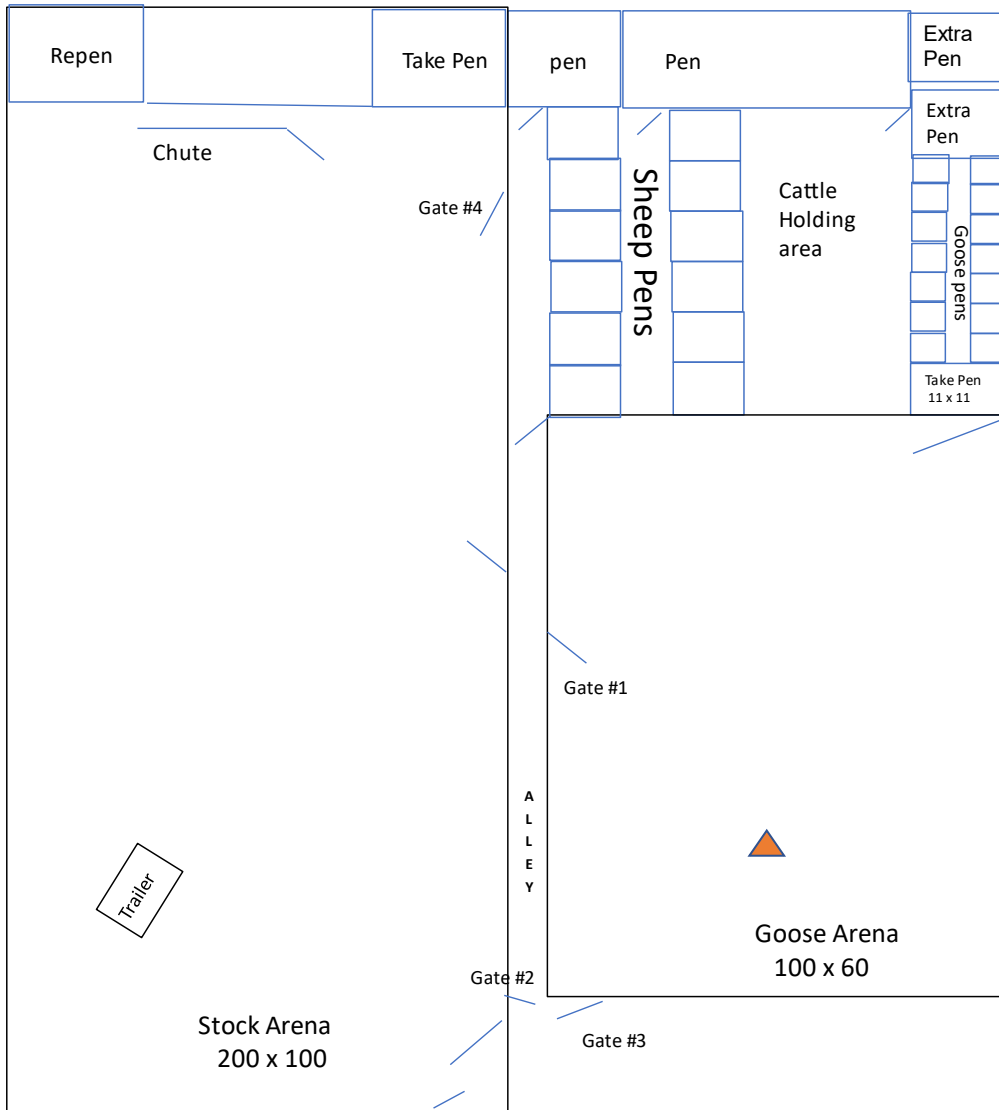 Repen
Take Pen
pen
Pen
Extra
Pen
Extra
Pen
Chute
Gate #4
Sheep Pens
Cattle
Holding
area
Goose pens
Take Pen
11 x 11
Gate #1
ALLEY
Trailer
Goose Arena
100 x 60
Gate #2
Stock Arena
200 x 100
Gate #3